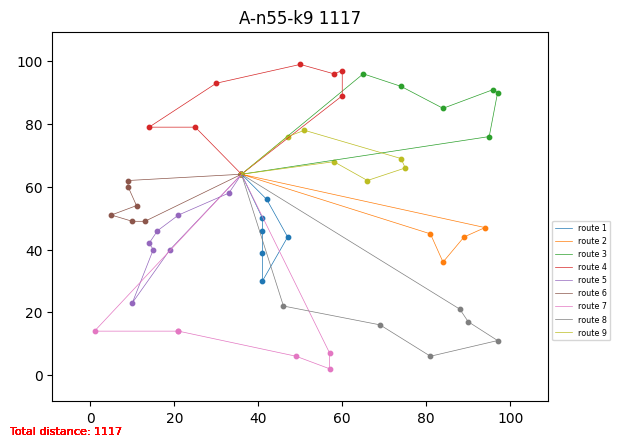 A-n55-k9 1117
100
80
60
40
20
0
0 20 40 60 80 100
route 1
route 2
route 3
route 4
route 5
route 6
route 7
route 8
route 9
Total distance: 1117